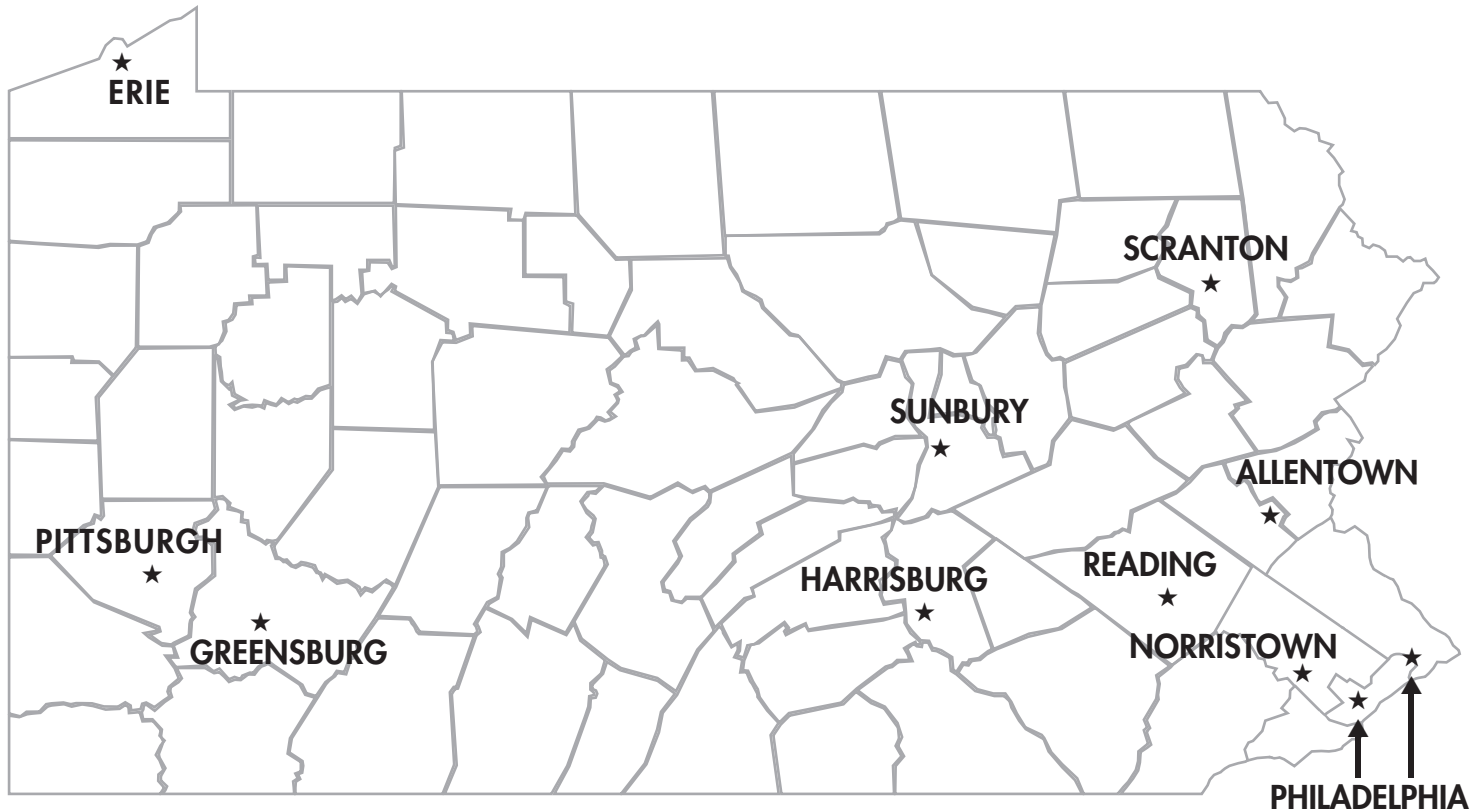 ERIE
SCRANTON
SUNBURY
ALLENTOWN
PITTSBURGH
READING
HARRISBURG
NORRISTOWN
GREENSBURG
PHILADELPHIA